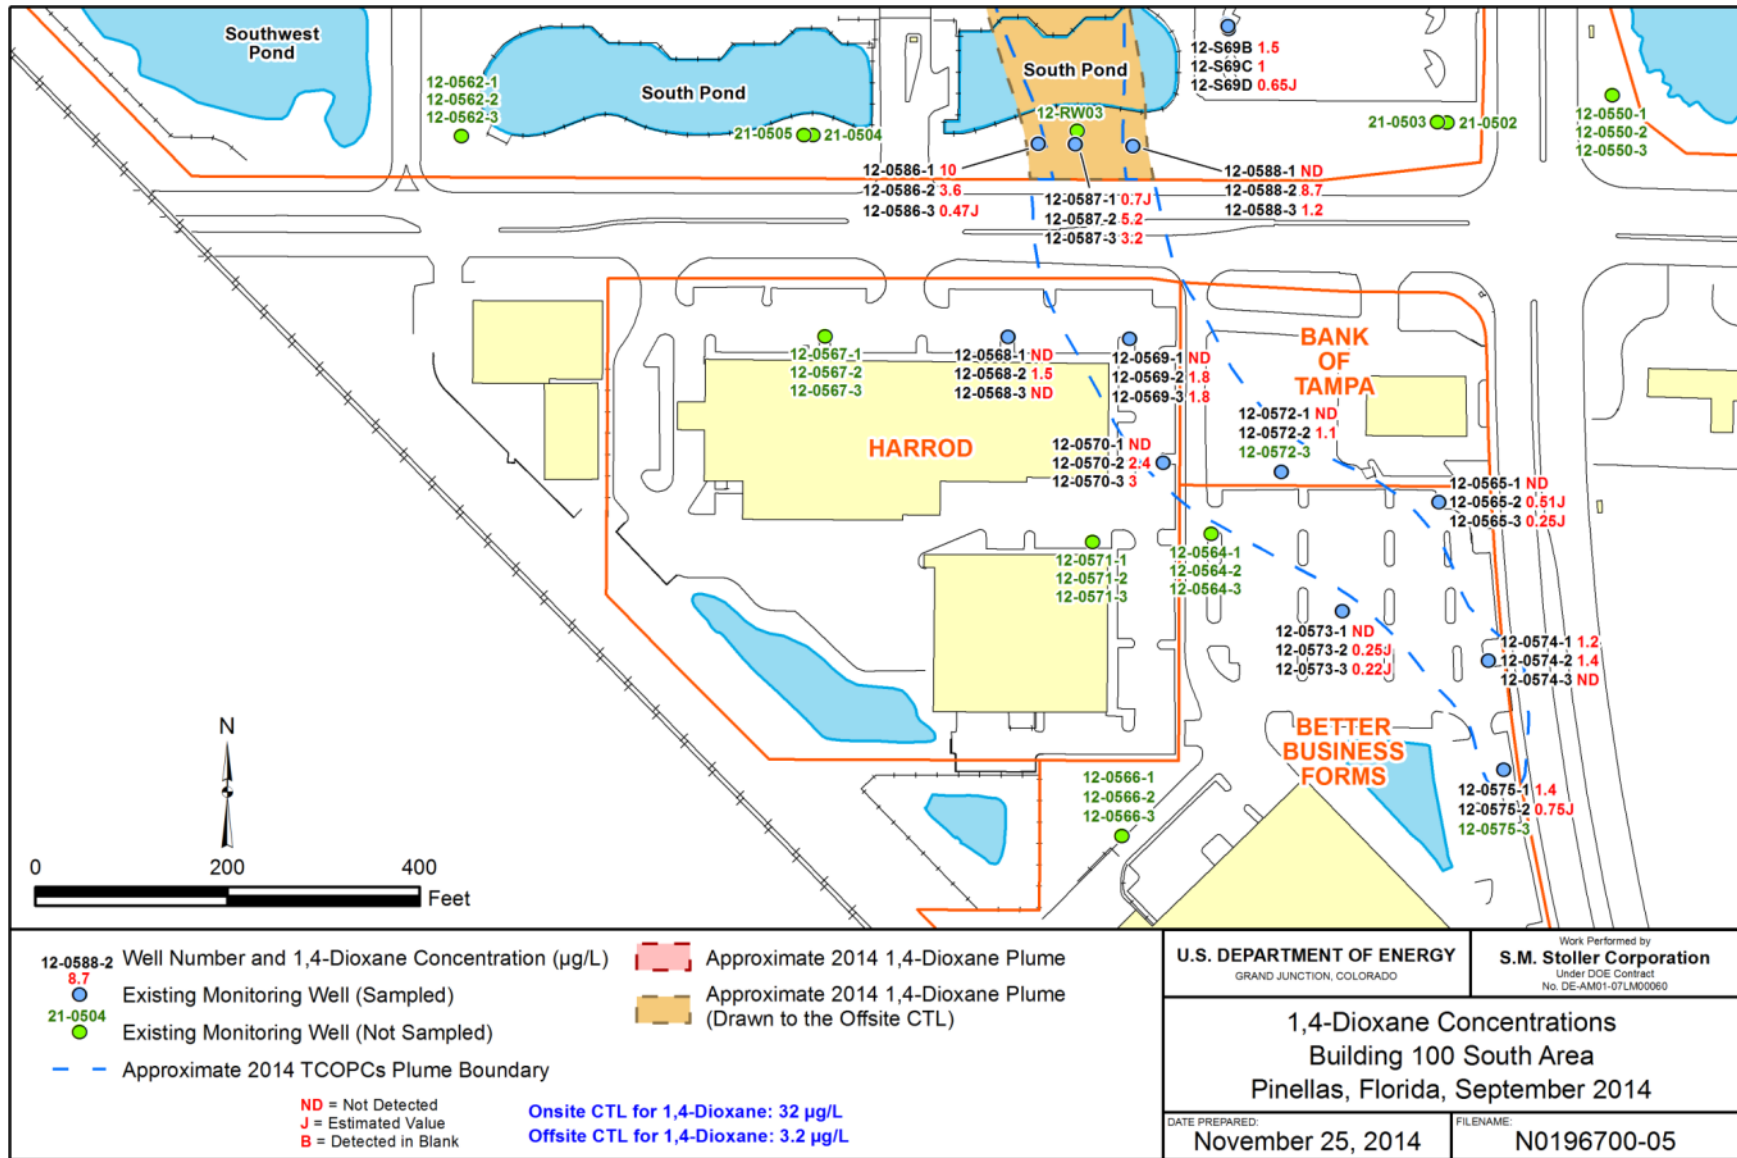 Southwest
Pond
South Pond
South Pond
12-0562-1
12-0562-2
12-0562-3
21-0505
21-0504
12-RW03
12-S69B 1.5
12-S69C 1
12-S69D 0.65J
21-0503
21-0502
12-0550-1
12-0550-2
12-0550-3
12-0586-1 10
12-0586-2 3.6
12-0586-3 0.47J
12-0587-1 0.7J
12-0587-2 5.2
12-0587-3 3.2
12-0588-1 ND
12-0588-2 8.7
12-0588-3 1.2
12-0567-1
12-0567-2
12-0567-3
12-0568-1 ND
12-0568-2 1.5
12-0568-3 ND
12-0569-1 ND
12-0569-2 1.8
12-0569-3 1.8
BANK
OF
TAMPA
HARROD
12-0570-1 ND
12-0570-2 2.4
12-0570-3 3
12-0572-1 ND
12-0572-2 1.1
12-0572-3
12-0565-1 ND
12-0565-2 0.51J
12-0565-3 0.25J
12-0571-1
12-0571-2
12-0571-3
12-0564-1
12-0564-2
12-0564-3
12-0573-1 ND
12-0573-2 0.25J
12-0573-3 0.22J
12-0574-1 1.2
12-0574-2 1.4
12-0574-3 ND
BETTER
BUSINESS
FORMS
12-0566-1
12-0566-2
12-0566-3
12-0575-1 1.4
12-0575-2 0.75J
12-0575-3
N
0 200 400
Feet
12-0588-2
8.7
Well Number and 1,4-Dioxane Concentration (µg/L)
Existing Monitoring Well (Sampled)
21-0504
Existing Monitoring Well (Not Sampled)
Approximate 2014 TCOPCs Plume Boundary
ND = Not Detected
J = Estimated Value
B = Detected in Blank
Approximate 2014 1,4-Dioxane Plume
Approximate 2014 1,4-Dioxane Plume
(Drawn to the Offsite CTL)
Onsite CTL for 1,4-Dioxane: 32 µg/L
Offsite CTL for 1,4-Dioxane: 3.2 µg/L
U.S. DEPARTMENT OF ENERGY
GRAND JUNCTION, COLORADO
Work Performed by
S.M. Stoller Corporation
Under DOE Contract
No. DE-AM01-07LM00060
1,4-Dioxane Concentrations
Building 100 South Area
Pinellas, Florida, September 2014
DATE PREPARED:
November 25, 2014
FILENAME:
N0196700-05